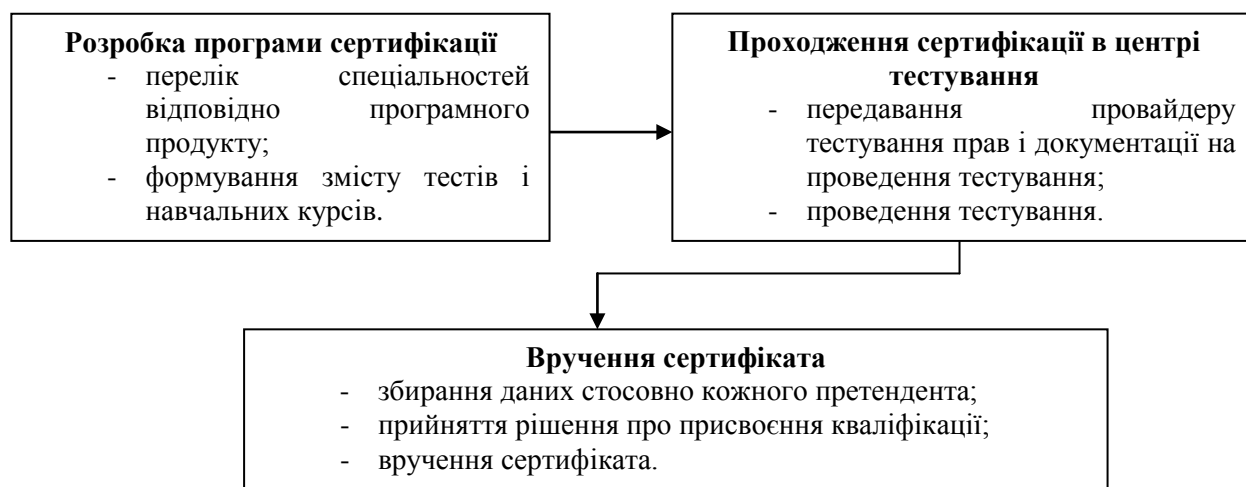 Розробка програми сертифікації
- перелік спеціальностей
відповідно програмного
продукту;
- формування змісту тестів і
навчальних курсів.
Проходження сертифікації в центрі
тестування
- передавання провайдеру
тестування прав і документації на
проведення тестування;
- проведення тестування.
Вручення сертифіката
- збирання даних стосовно кожного претендента;
- прийняття рішення про присвоєння кваліфікації;
- вручення сертифіката.